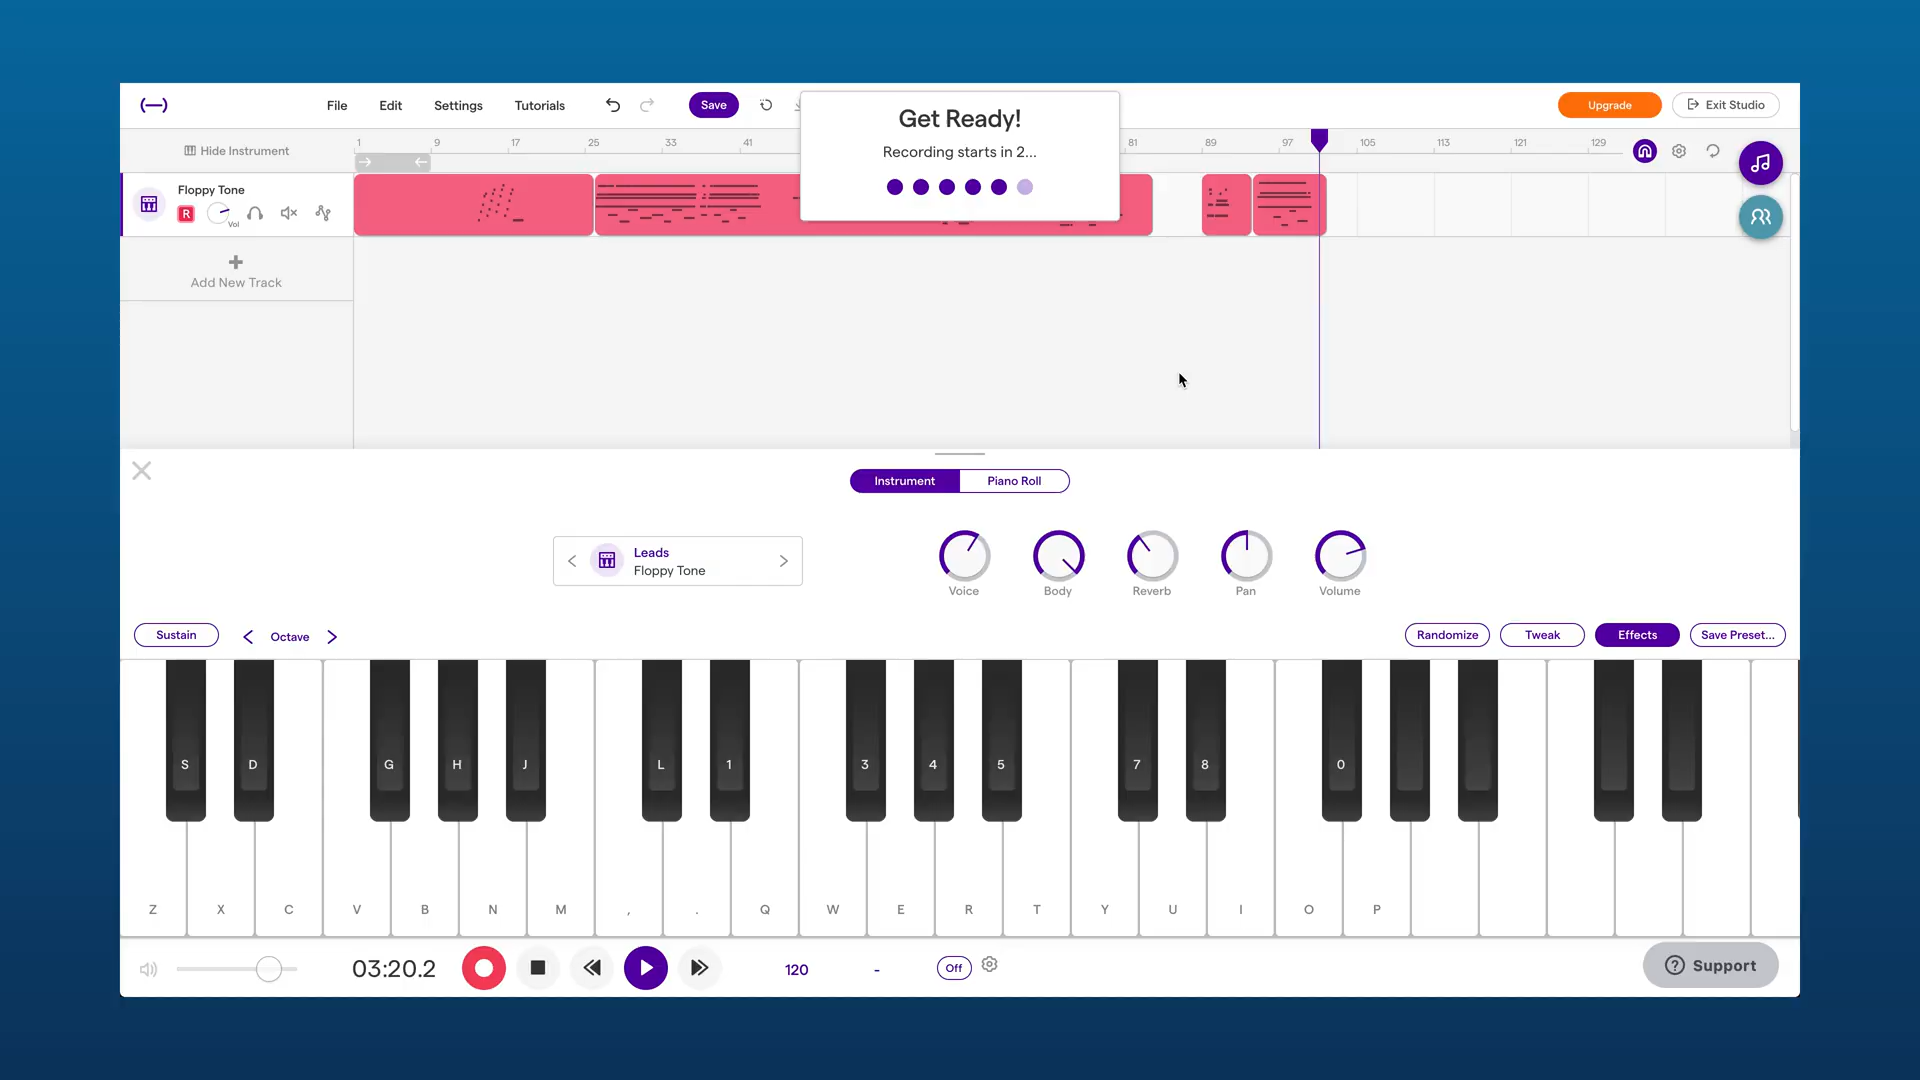 File Edit Settings Tutorials Save Upgrade Exit Studio
Get Ready!
Recording starts in 2...
Hide Instrument
1 9 17 25 33 41 81 89 97 105 113 121 129
Floppy Tone
R
Vol
Add New Track
Instrument Piano Roll
Leads
Floppy Tone
Voice Body Reverb Pan Volume
Sustain Octave Randomize Tweak Effects Save Preset...
S D G H J L 1 3 4 5 7 8 0
Z X C V B N M , . Q W E R T Y U I O P
03:20.2 120 - Off Support